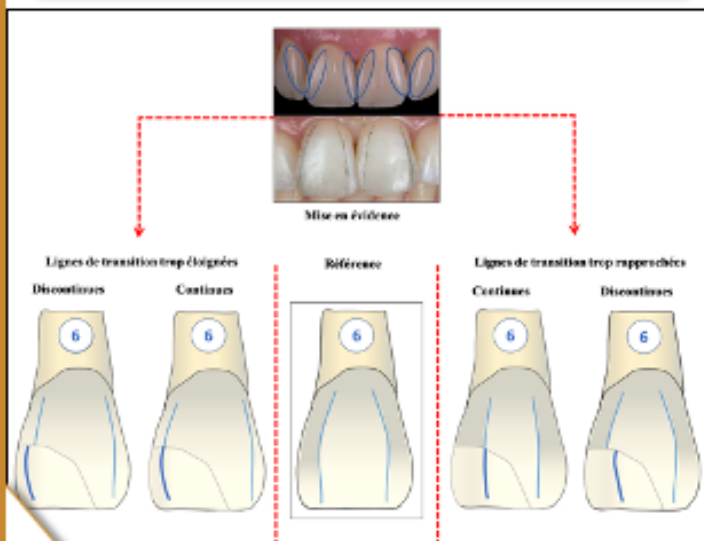 Mise en évidence
Lignes de transition trop éloignées
Référence
Lignes de transition trop rapprochées
Discontinues
Continues
Continues
Discontinues
6
6
6
6
6